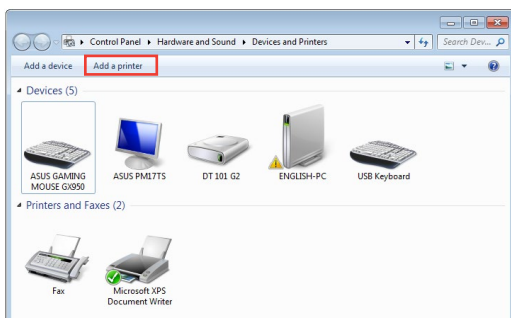 Control Panel Hardware and Sound Devices and Printers
Search Dev...
Add a device Add a printer
Devices (5)
ASUS GAMING MOUSE GX950
ASUS PM17TS
DT 101 G2
ENGLISH-PC
USB Keyboard
Printers and Faxes (2)
Fax
Microsoft XPS
Document Writer